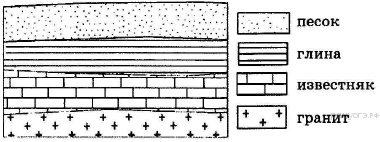 песок
глина
известняк
гранит